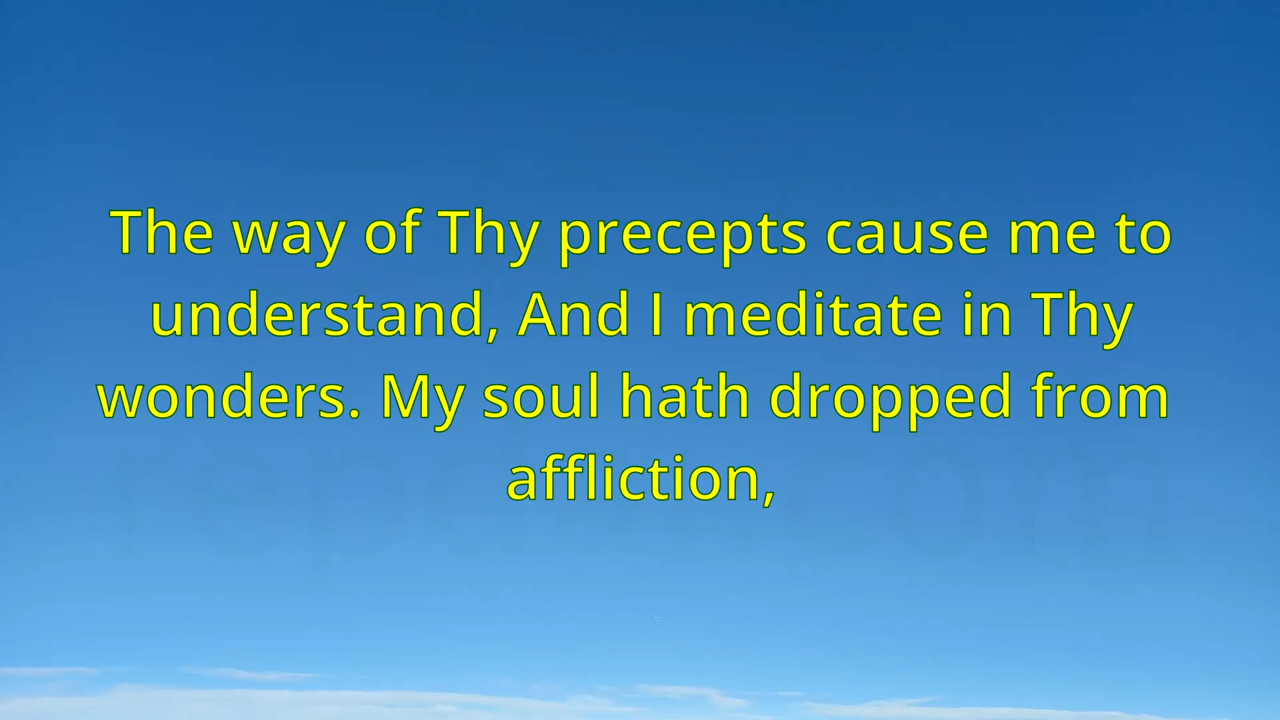 The way of Thy precepts cause me to
understand, And I meditate in Thy
wonders. My soul hath dropped from
affliction,